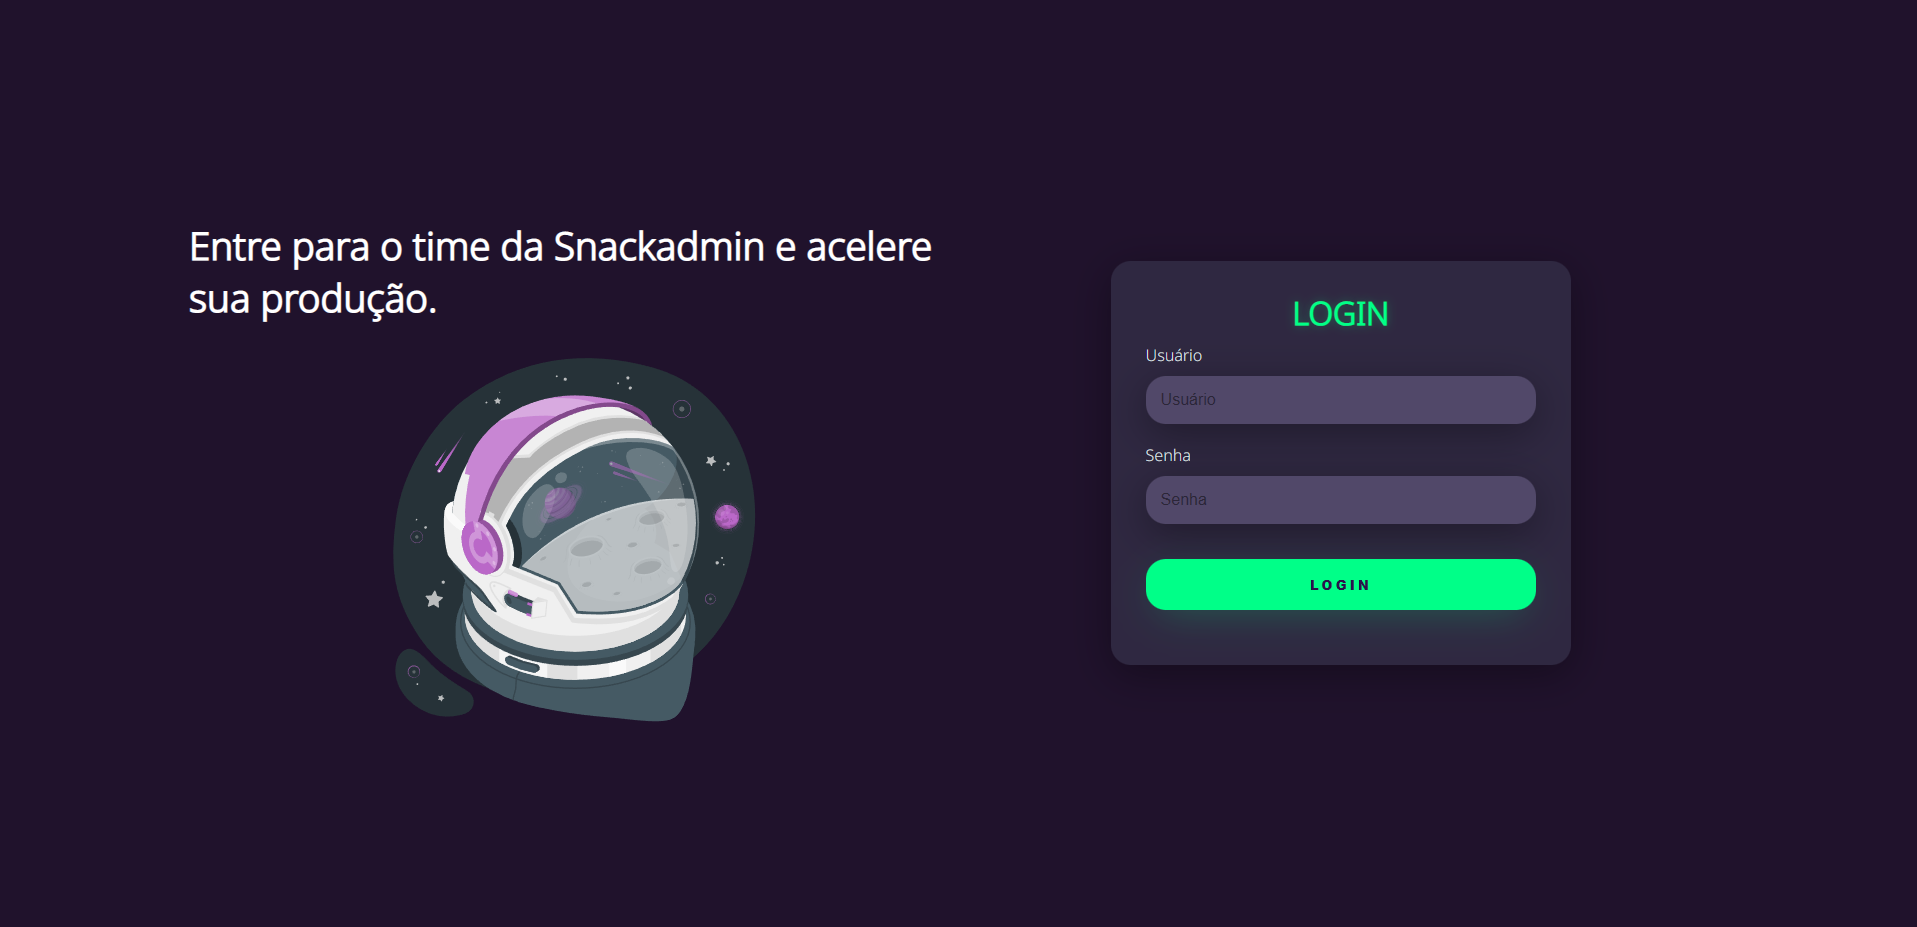 Entre para o time da Snackadmin e acelere
sua produção.
LOGIN
Usuário
Usuário
Senha
Senha
LOGIN